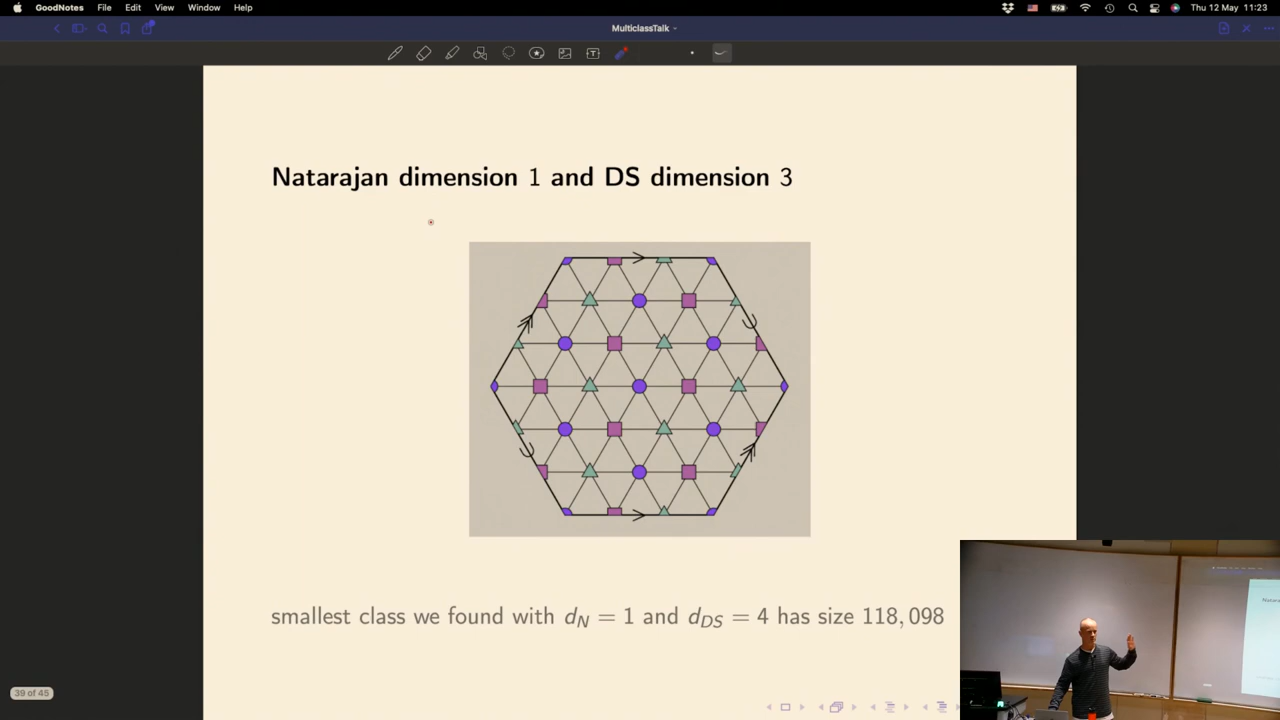 GoodNotes File Edit View Window Help
Thu 12 May 11:23
MulticlassTalk
Natarajan dimension 1 and DS dimension 3
smallest class we found with d_N = 1 and d_DS = 4 has size 118,098
39 of 45